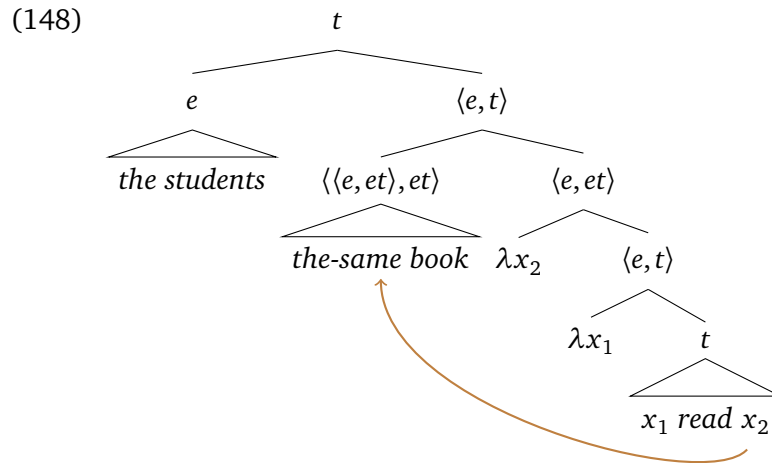 (148) t
e ⟨e, t⟩
the students ⟨⟨e, et⟩, et⟩ ⟨e, et⟩
the-same book λx₂ ⟨e, t⟩
λx₁ t
x₁ read x₂